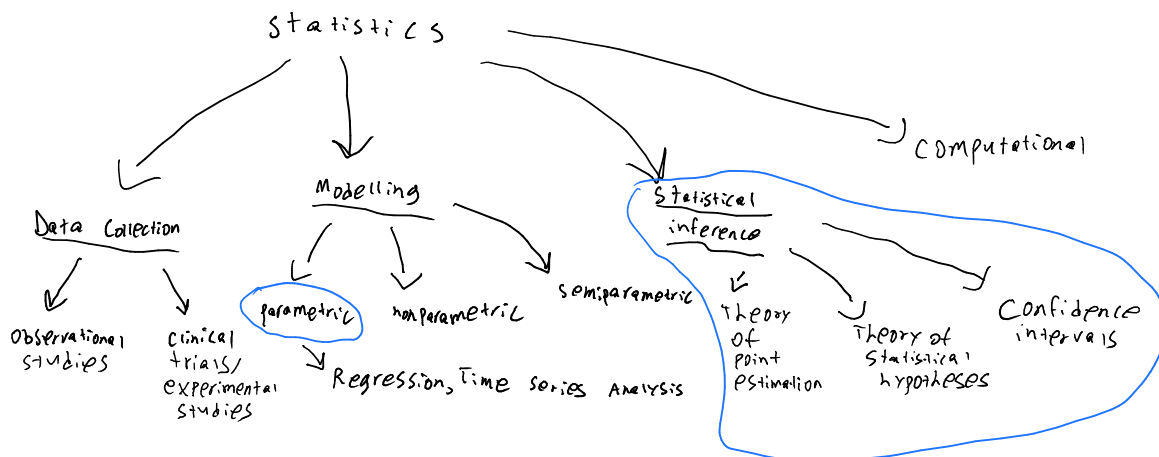 Statistics
Computational
Data Collection
Modelling
Statistical
inference
Observational
studies
Clinical
trials/
experimental
studies
parametric
nonparametric
semiparametric
Regression, Time Series Analysis
Theory
of
point
estimation
Theory of
Statistical
hypotheses
Confidence
intervals